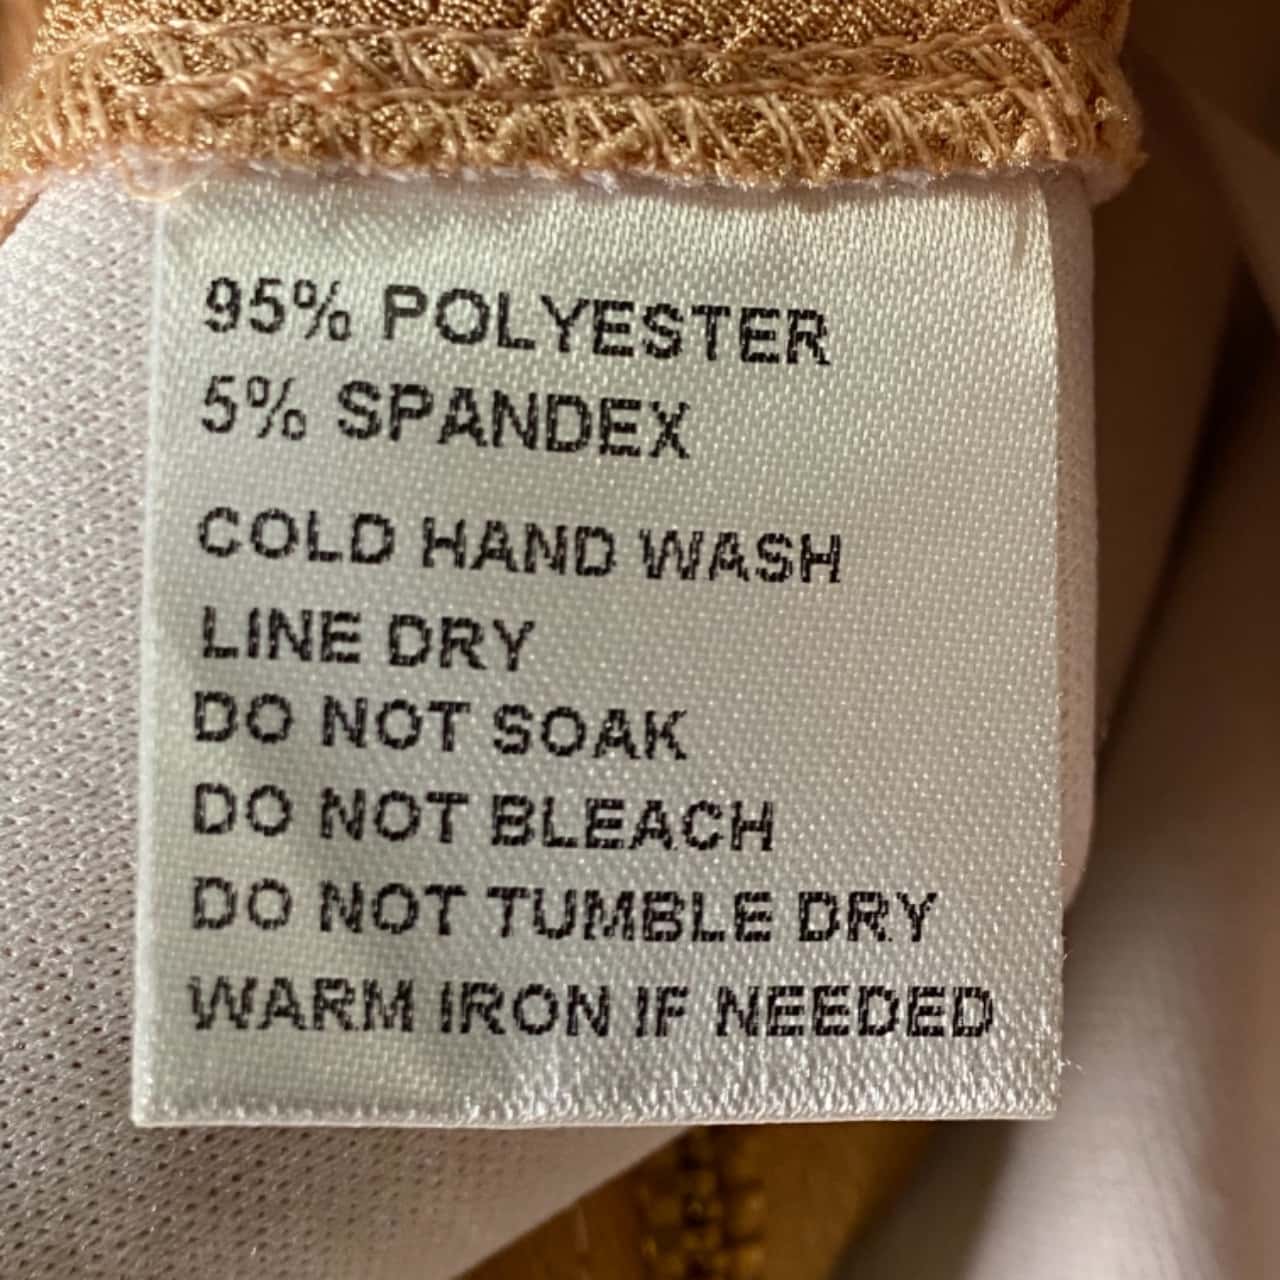 95% POLYESTER
5% SPANDEX
COLD HAND WASH
LINE DRY
DO NOT SOAK
DO NOT BLEACH
DO NOT TUMBLE DRY
WARM IRON IF NEEDED